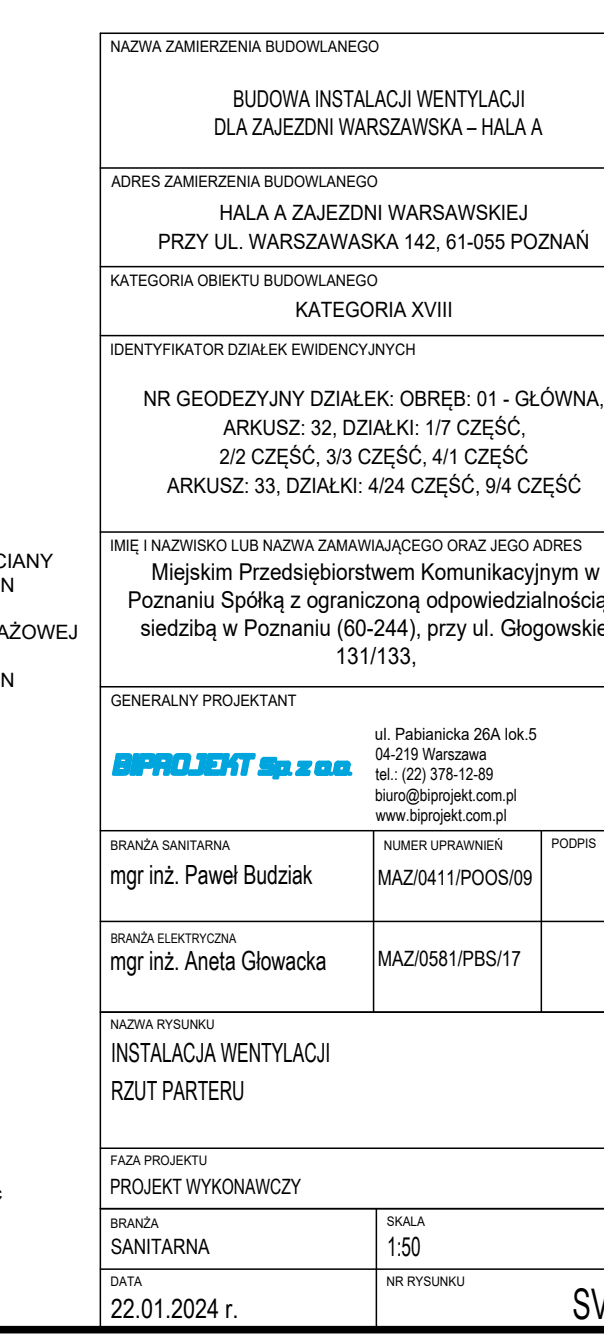 NAZWA ZAMIERZENIA BUDOWLANEGO
BUDOWA INSTALACJI WENTYLACJI
DLA ZAJEZDNI WARSZAWSKA – HALA A
ADRES ZAMIERZENIA BUDOWLANEGO
HALA A ZAJEZDNI WARSAWSKIEJ
PRZY UL. WARSZAWASKA 142, 61-055 POZNAŃ
KATEGORIA OBIEKTU BUDOWLANEGO
KATEGORIA XVIII
IDENTYFIKATOR DZIAŁEK EWIDENCYJNYCH
NR GEODEZYJNY DZIAŁEK: OBRĘB: 01 - GŁÓWNA,
ARKUSZ: 32, DZIAŁKI: 1/7 CZĘŚĆ,
2/2 CZĘŚĆ, 3/3 CZĘŚĆ, 4/1 CZĘŚĆ
ARKUSZ: 33, DZIAŁKI: 4/24 CZĘŚĆ, 9/4 CZĘŚĆ
CIANY
N
AŻOWEJ
N
IMIĘ I NAZWISKO LUB NAZWA ZAMAWIAJĄCEGO ORAZ JEGO ADRES
Miejskim Przedsiębiorstwem Komunikacyjnym w
Poznaniu Spółką z ograniczoną odpowiedzialnością
siedzibą w Poznaniu (60-244), przy ul. Głogowskie
131/133,
GENERALNY PROJEKTANT
BIPROJEKT Sp. z o.o.
ul. Pabianicka 26A lok.5
04-219 Warszawa
tel.: (22) 378-12-89
biuro@biprojekt.com.pl
www.biprojekt.com.pl
BRANŻA SANITARNA
mgr inż. Paweł Budziak
NUMER UPRAWNIEŃ
MAZ/0411/POOS/09
PODPIS
BRANŻA ELEKTRYCZNA
mgr inż. Aneta Głowacka
MAZ/0581/PBS/17
NAZWA RYSUNKU
INSTALACJA WENTYLACJI
RZUT PARTERU
FAZA PROJEKTU
PROJEKT WYKONAWCZY
BRANŻA
SANITARNA
SKALA
1:50
DATA
22.01.2024 r.
NR RYSUNKU